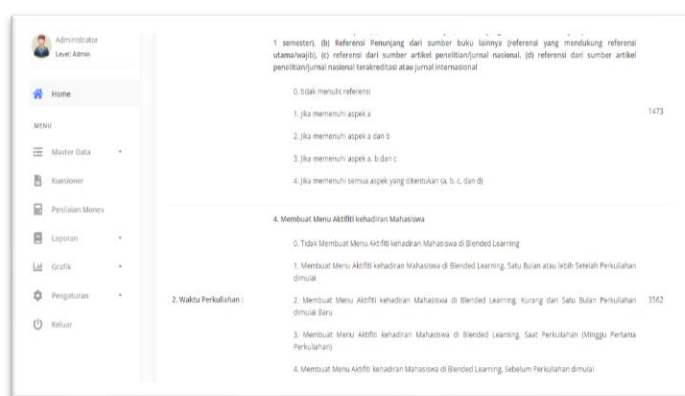 Administrator
Level: Admin
Home
MENU
Master Data
Kuesioner
Penilaian Monev
Laporan
Grafik
Pengaturan
Keluar
1 semester). (b) Referensi Penunjang dari sumber buku lainnya (referensi yang mendukung referensi
utama/wajib), (c) referensi dari sumber artikel penelitian/jurnal nasional, (d) referensi dari sumber artikel
penelitian/jurnal nasional terakreditasi atau jurnal internasional
0. tidak menulis referensi
1. Jika memenuhi aspek a
1473
2. Jika memenuhi aspek a dan b
3. Jika memenuhi aspek a, b dan c
4. Jika memenuhi semua aspek yang ditentukan (a, b, c, dan d)
4. Membuat Menu Aktifiti kehadiran Mahasiswa
0. Tidak Membuat Menu Aktifiti kehadiran Mahasiswa di Blended Learning
1. Membuat Menu Aktifiti kehadiran Mahasiswa di Blended Learning, Satu Bulan atau lebih Setelah Perkuliahan
dimulai
2. Waktu Perkuliahan :
2. Membuat Menu Aktifiti kehadiran Mahasiswa di Blended Learning, Kurang dari Satu Bulan Perkuliahan
3562
dimulai Baru
3. Membuat Menu Aktifiti kehadiran Mahasiswa di Blended Learning, Saat Perkuliahan (Minggu Pertama
Perkuliahan)
4. Membuat Menu Aktifiti kehadiran Mahasiswa di Blended Learning, Sebelum Perkuliahan dimulai